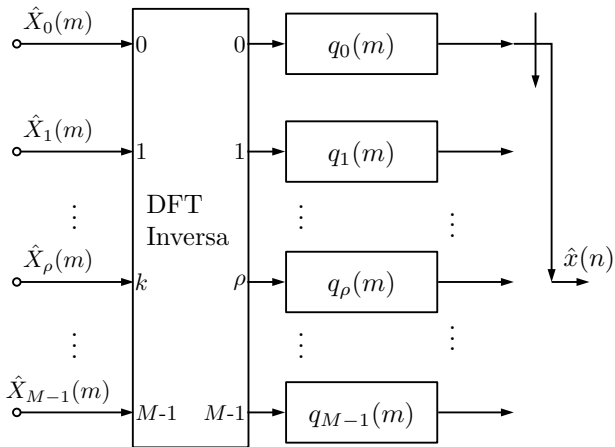 X̂₀(m) 0 0 q₀(m)
X̂₁(m) 1 1 q₁(m)
⋮ ⋮ ⋮
DFT
Inversa
X̂ρ(m) k ρ qρ(m) x̂(n)
⋮ ⋮ ⋮
X̂M−1(m) M-1 M-1 qM−1(m)